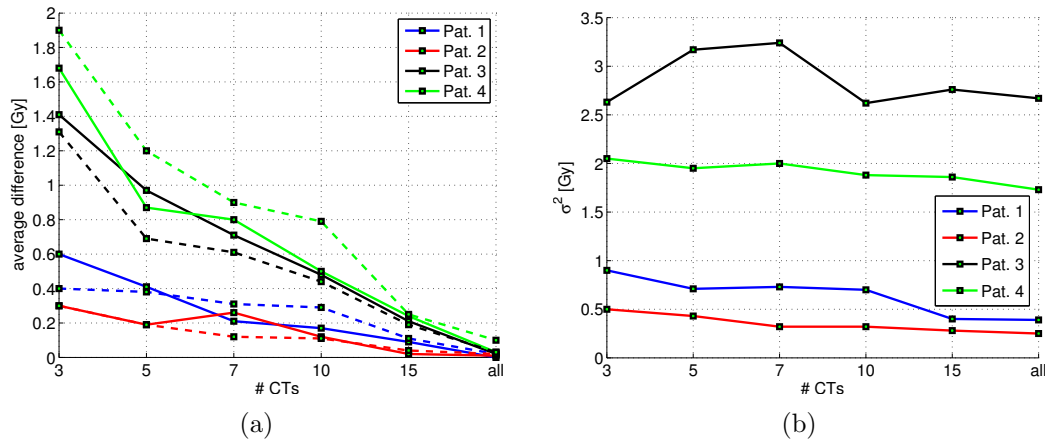 2
1.8
1.6
1.4
1.2
1
0.8
0.6
0.4
0.2
0
average difference [Gy]
3 5 7 10 15 all
# CTs
Pat. 1
Pat. 2
Pat. 3
Pat. 4
(a)
3.5
3
2.5
2
1.5
1
0.5
0
σ² [Gy]
3 5 7 10 15 all
# CTs
Pat. 1
Pat. 2
Pat. 3
Pat. 4
(b)